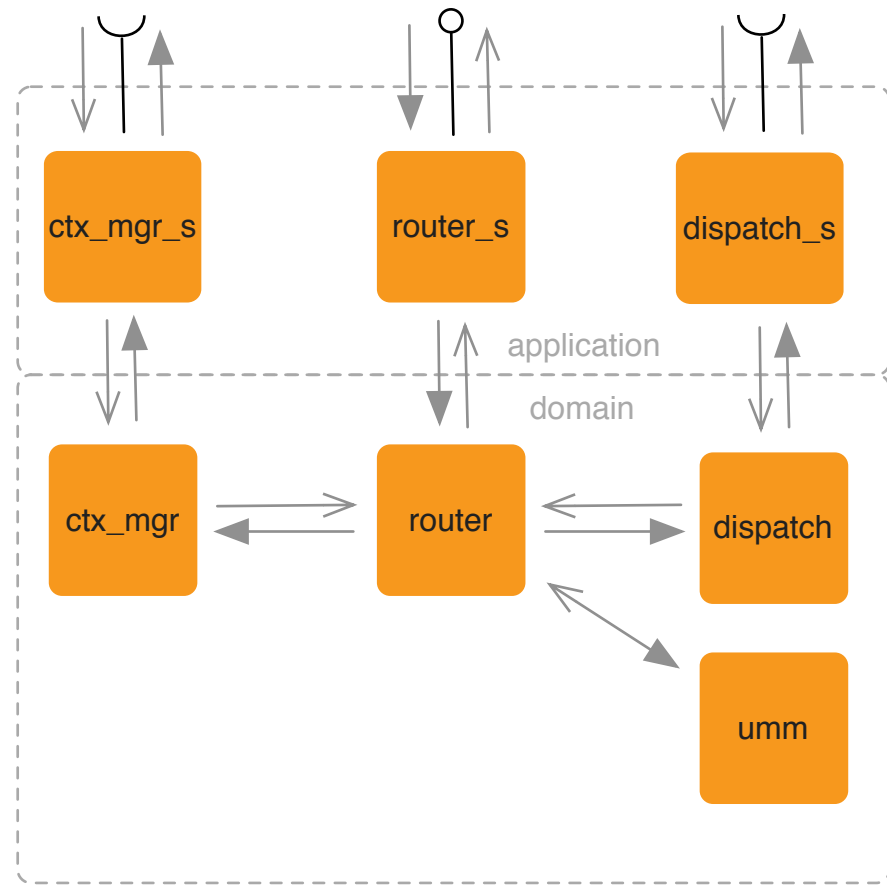 ctx_mgr_s
router_s
dispatch_s
application
domain
ctx_mgr
router
dispatch
umm